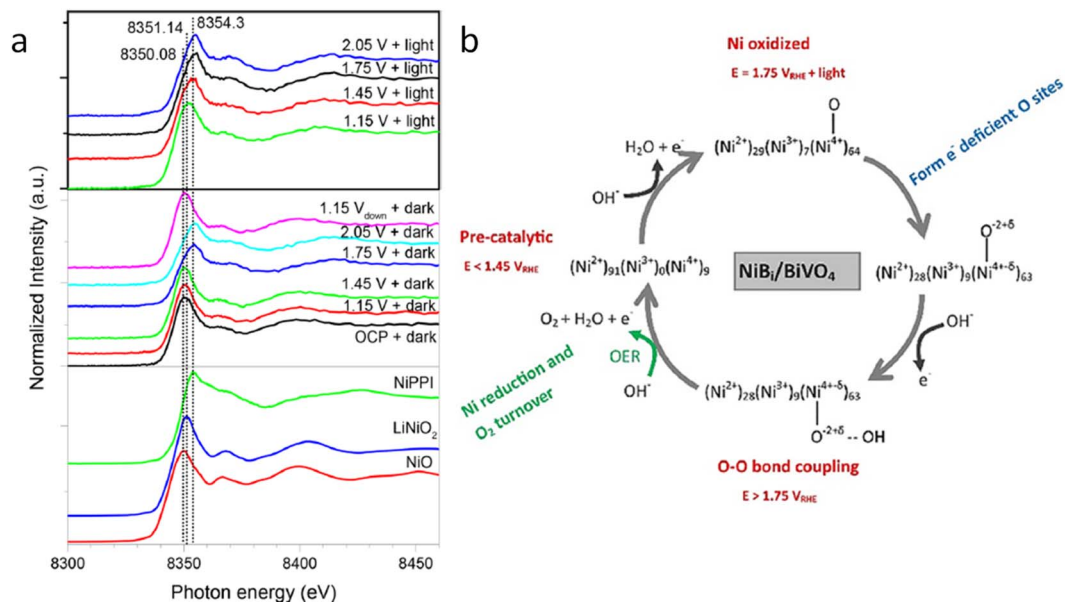 a
8351.14
8354.3
8350.08
2.05 V + light
1.75 V + light
1.45 V + light
1.15 V + light
1.15 V_down + dark
2.05 V + dark
1.75 V + dark
1.45 V + dark
1.15 V + dark
OCP + dark
NiPPI
LiNiO₂
NiO
Normalized Intensity (a.u.)
8300
8350
8400
8450
Photon energy (eV)
b
Ni oxidized
E = 1.75 V_RHE + light
O
(Ni²⁺)₂₉(Ni³⁺)₇(Ni⁴⁺)₆₄
Form e⁻ deficient O sites
H₂O + e⁻
OH⁻
Pre-catalytic
E < 1.45 V_RHE
(Ni²⁺)₉₁(Ni³⁺)₀(Ni⁴⁺)₉
NiBᵢ/BiVO₄
O⁻²⁺ᵟ
(Ni²⁺)₂₈(Ni³⁺)₉(Ni⁴⁺⁻ᵟ)₆₃
OH⁻
e⁻
O₂ + H₂O + e⁻
OER
OH⁻
Ni reduction and
O₂ turnover
(Ni²⁺)₂₈(Ni³⁺)₉(Ni⁴⁺⁻ᵟ)₆₃
O⁻²⁺ᵟ -- OH
O-O bond coupling
E > 1.75 V_RHE